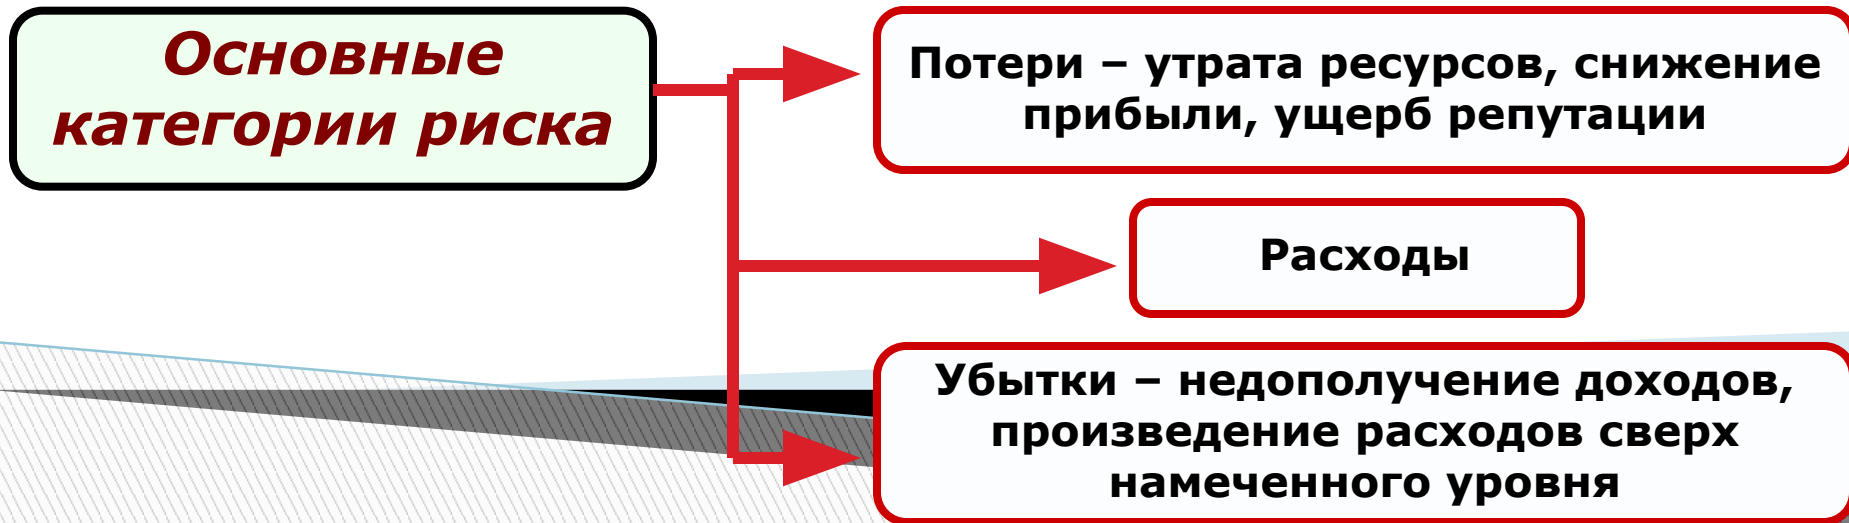 Основные
категории риска
Потери – утрата ресурсов, снижение
прибыли, ущерб репутации
Расходы
Убытки – недополучение доходов,
произведение расходов сверх
намеченного уровня